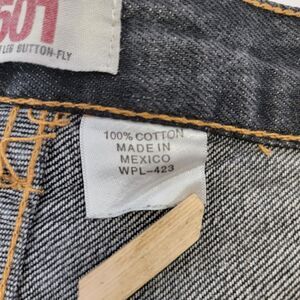 501
BUTTON-FLY
100% COTTON
MADE IN
MEXICO
WPL-423